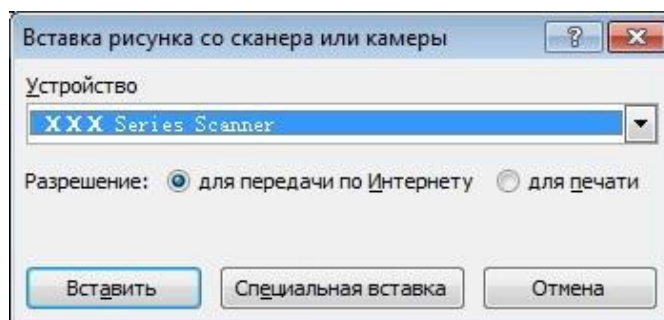 Вставка рисунка со сканера или камеры
Устройство
XXX Series Scanner
Разрешение: для передачи по Интернету для печати
Вставить Специальная вставка Отмена